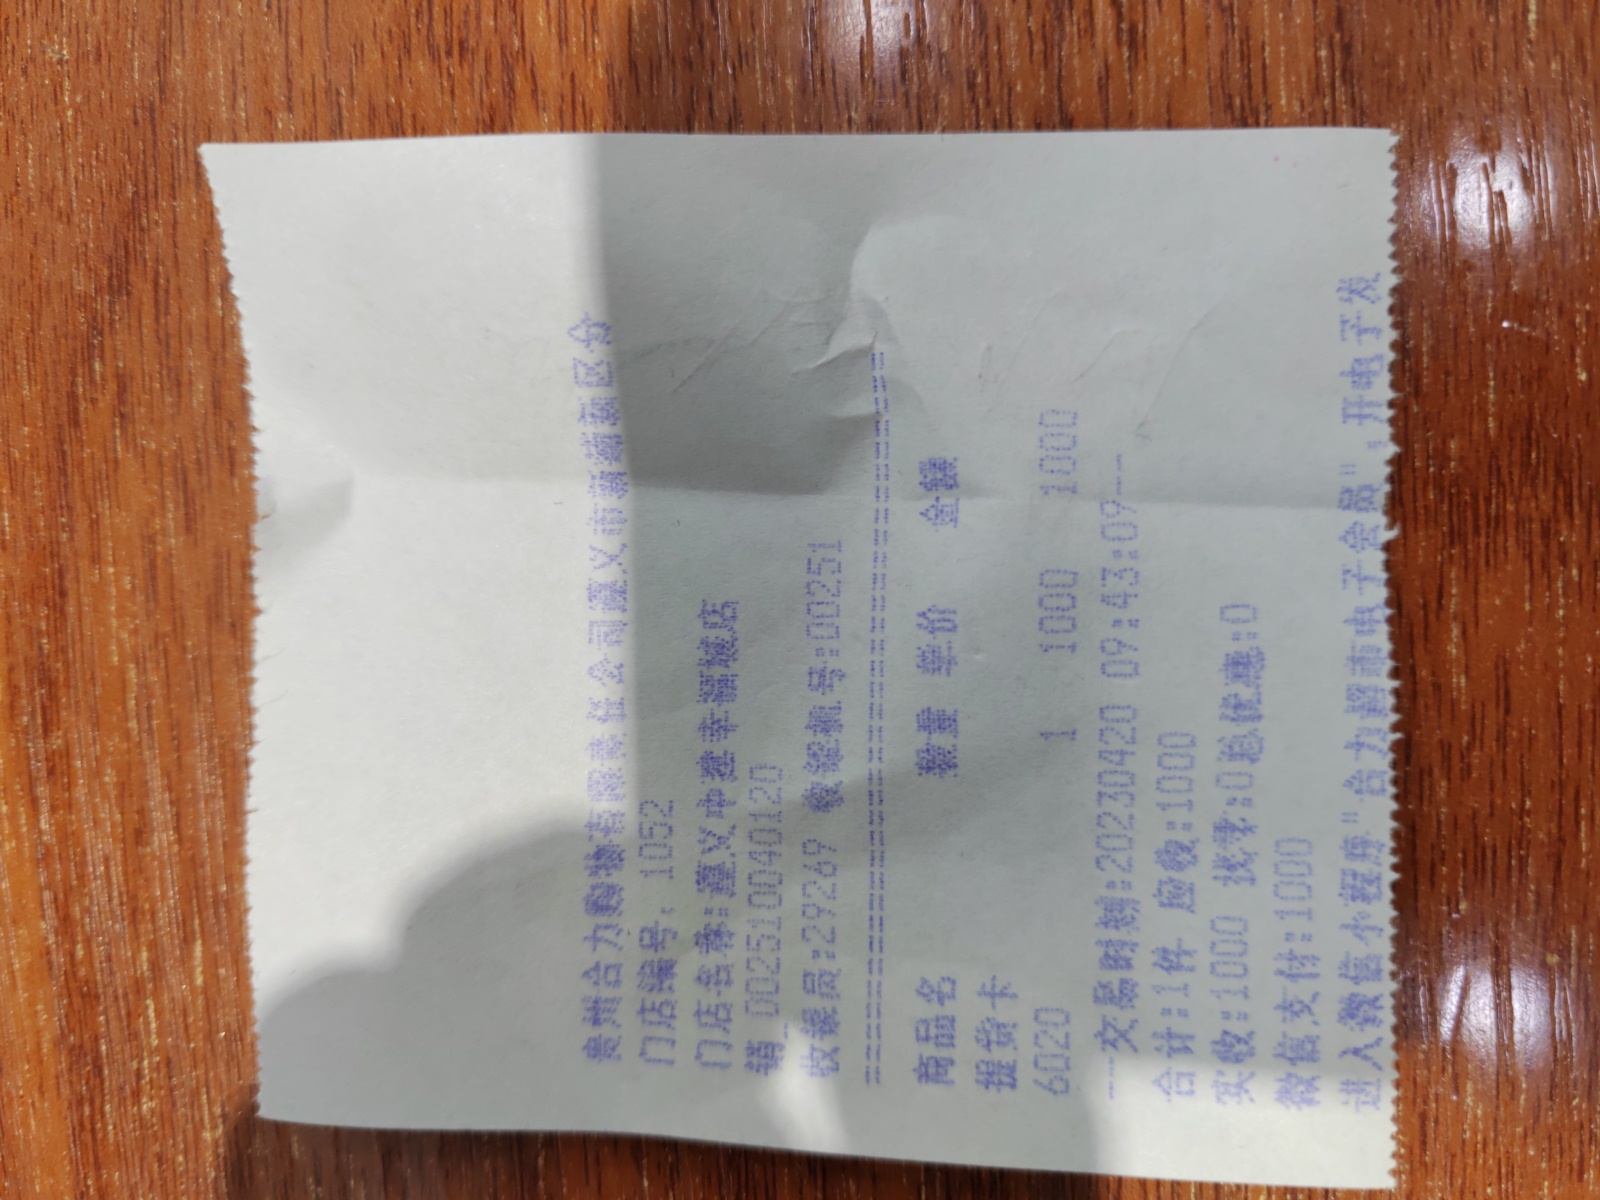 贵州合力购物有限责任公司遵义市新蒲新区分
门店编号: 1052
门店名称:遵义中建幸福城店
销 002510040120
收银员:29269 收银机号:00251
商品名 数量 单价 金额
提货卡
6020 1 1000 1000
--交易时期:20230420 09:43:09--
合计:1件 应收:1000
实收:1000 找零:0总优惠:0
微信支付:1000
进入微信小程序"合力超市电子会员",开电子发